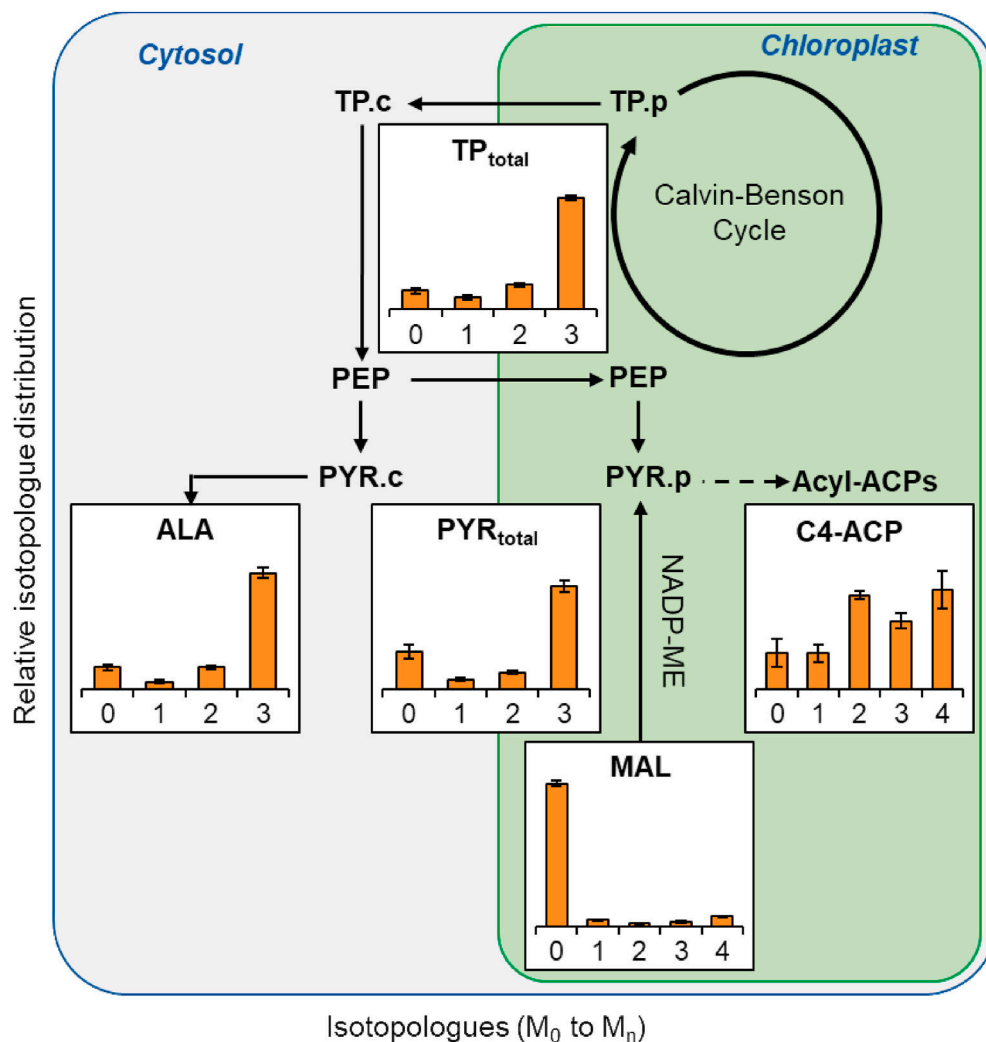 Cytosol
Chloroplast
TP.c
TP.p
TPtotal
0 1 2 3
Calvin-Benson
Cycle
PEP
PEP
PYR.c
PYR.p
Acyl-ACPs
ALA
0 1 2 3
PYRtotal
0 1 2 3
NADP-ME
C4-ACP
0 1 2 3 4
MAL
0 1 2 3 4
Relative isotopologue distribution
Isotopologues (M0 to Mn)